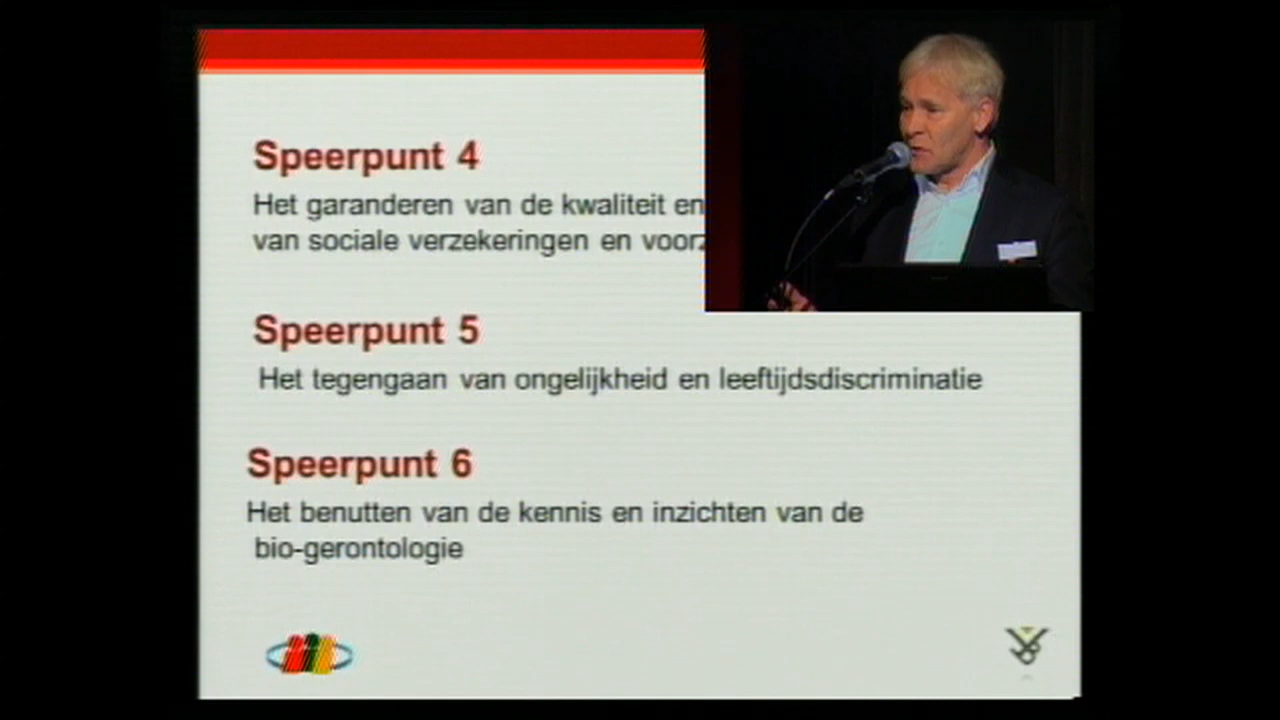 Speerpunt 4
Het garanderen van de kwaliteit en
van sociale verzekeringen en
Speerpunt 5
Het tegengaan van ongelijkheid en leeftijdsdiscriminatie
Speerpunt 6
Het benutten van de kennis en inzichten van de
bio-gerontologie